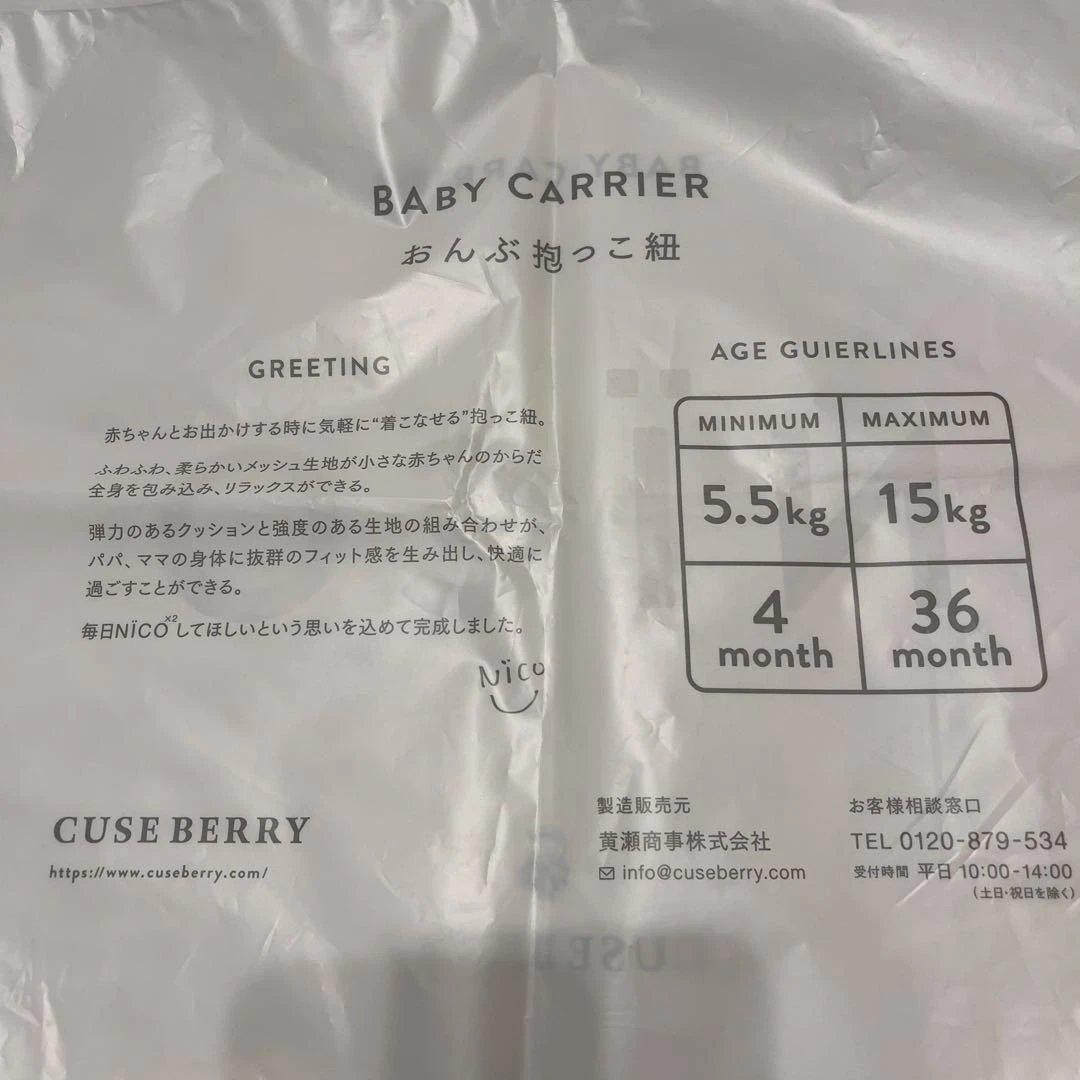 BABY CARRIER
おんぶ抱っこ紐
GREETING
赤ちゃんとお出かけする時に気軽に“着こなせる”抱っこ紐。
ふわふわ、柔らかいメッシュ生地が小さな赤ちゃんのからだ
全身を包み込み、リラックスができる。
弾力のあるクッションと強度のある生地の組み合わせが、
パパ、ママの身体に抜群のフィット感を生み出し、快適に
過ごすことができる。
毎日NÏCO×2してほしいという思いを込めて完成しました。
Nïco
AGE GUIERLINES
MINIMUM MAXIMUM
5.5kg 15kg
4 36
month month
CUSE BERRY
https://www.cuseberry.com/
製造販売元
黄瀬商事株式会社
info@cuseberry.com
お客様相談窓口
TEL 0120-879-534
受付時間 平日 10:00-14:00
(土日・祝日を除く)